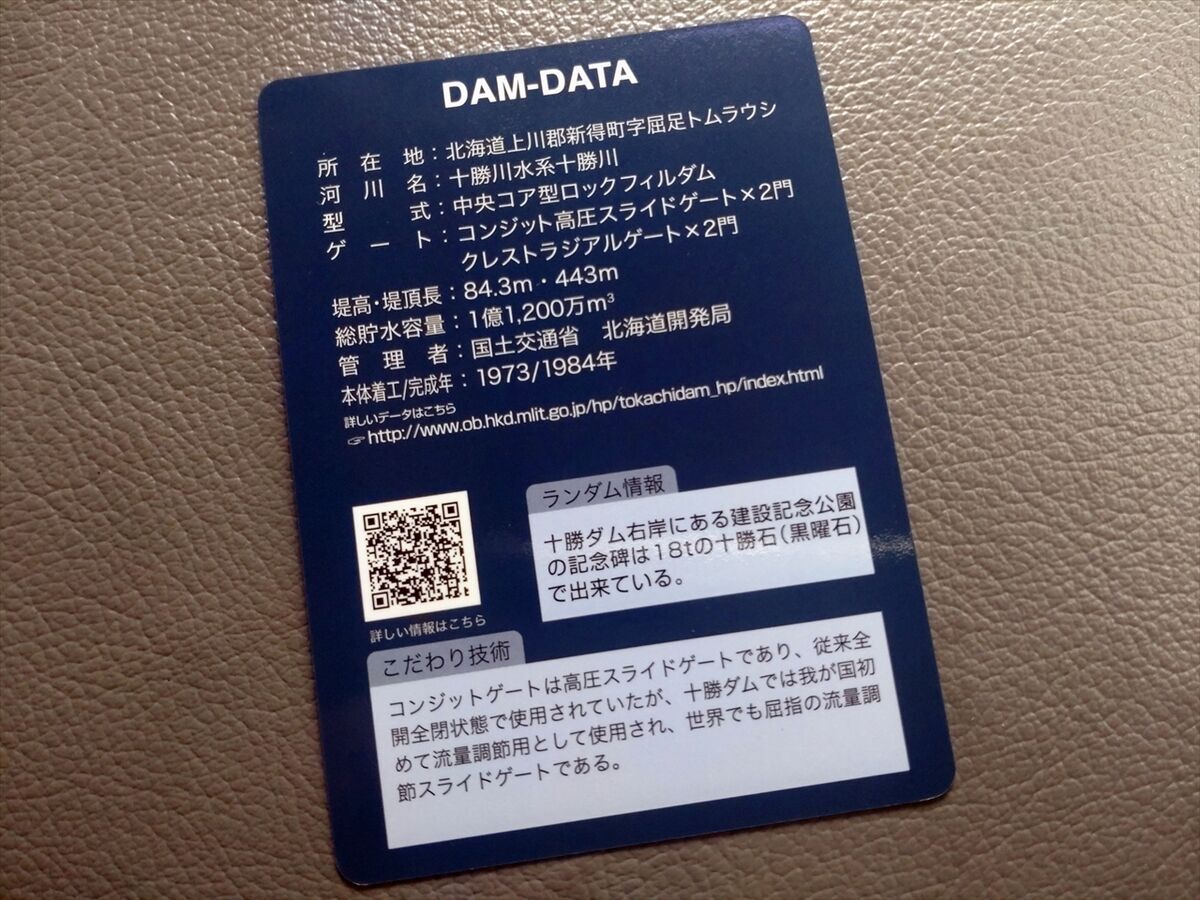 DAM-DATA
所在地：北海道上川郡新得町字屈足トムラウシ
河川名：十勝川水系十勝川
型式：中央コア型ロックフィルダム
ゲート：コンジット高圧スライドゲート×2門
クレストラジアルゲート×2門
堤高・堤頂長：84.3m・443m
総貯水容量：1億1,200万m³
管理者：国土交通省　北海道開発局
本体着工/完成年：1973/1984年
詳しいデータはこちら
☞http://www.ob.hkd.mlit.go.jp/hp/tokachidam_hp/index.html
ランダム情報
十勝ダム右岸にある建設記念公園
の記念碑は18tの十勝石（黒曜石）
で出来ている。
詳しい情報はこちら
こだわり技術
コンジットゲートは高圧スライドゲートであり、従来全
開全閉状態で使用されていたが、十勝ダムでは我が国初
めて流量調節用として使用され、世界でも屈指の流量調
節スライドゲートである。